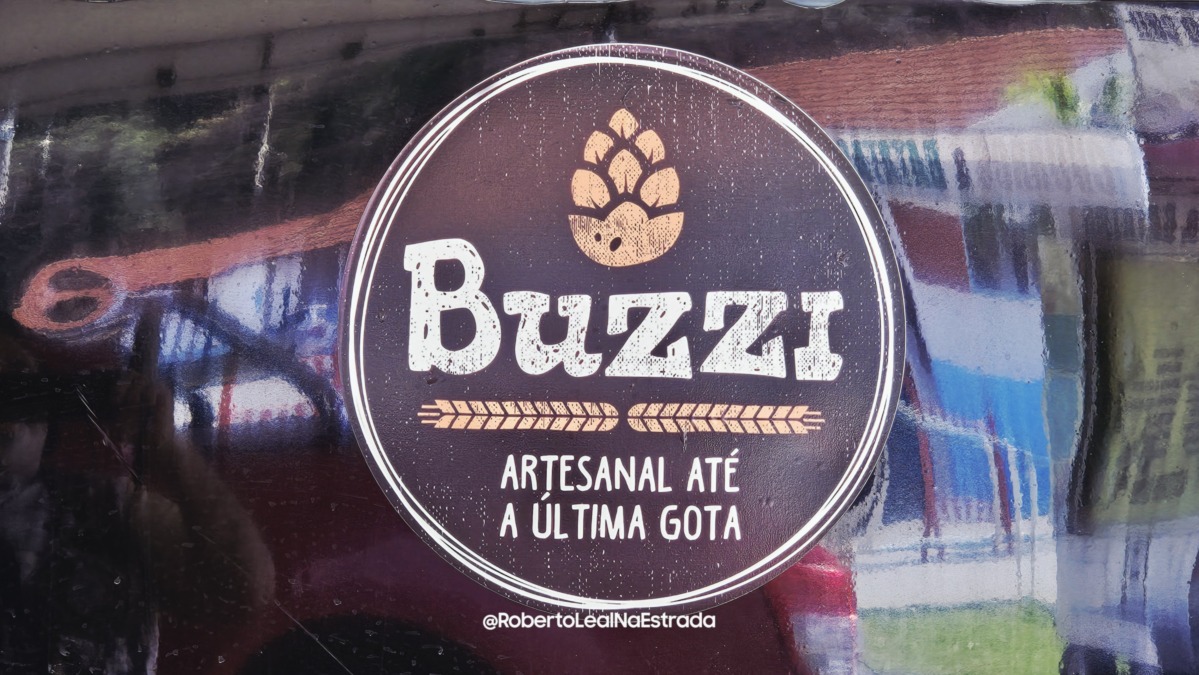 Buzzi
ARTESANAL ATÉ
A ÚLTIMA GOTA
@RobertoLealNaEstrada